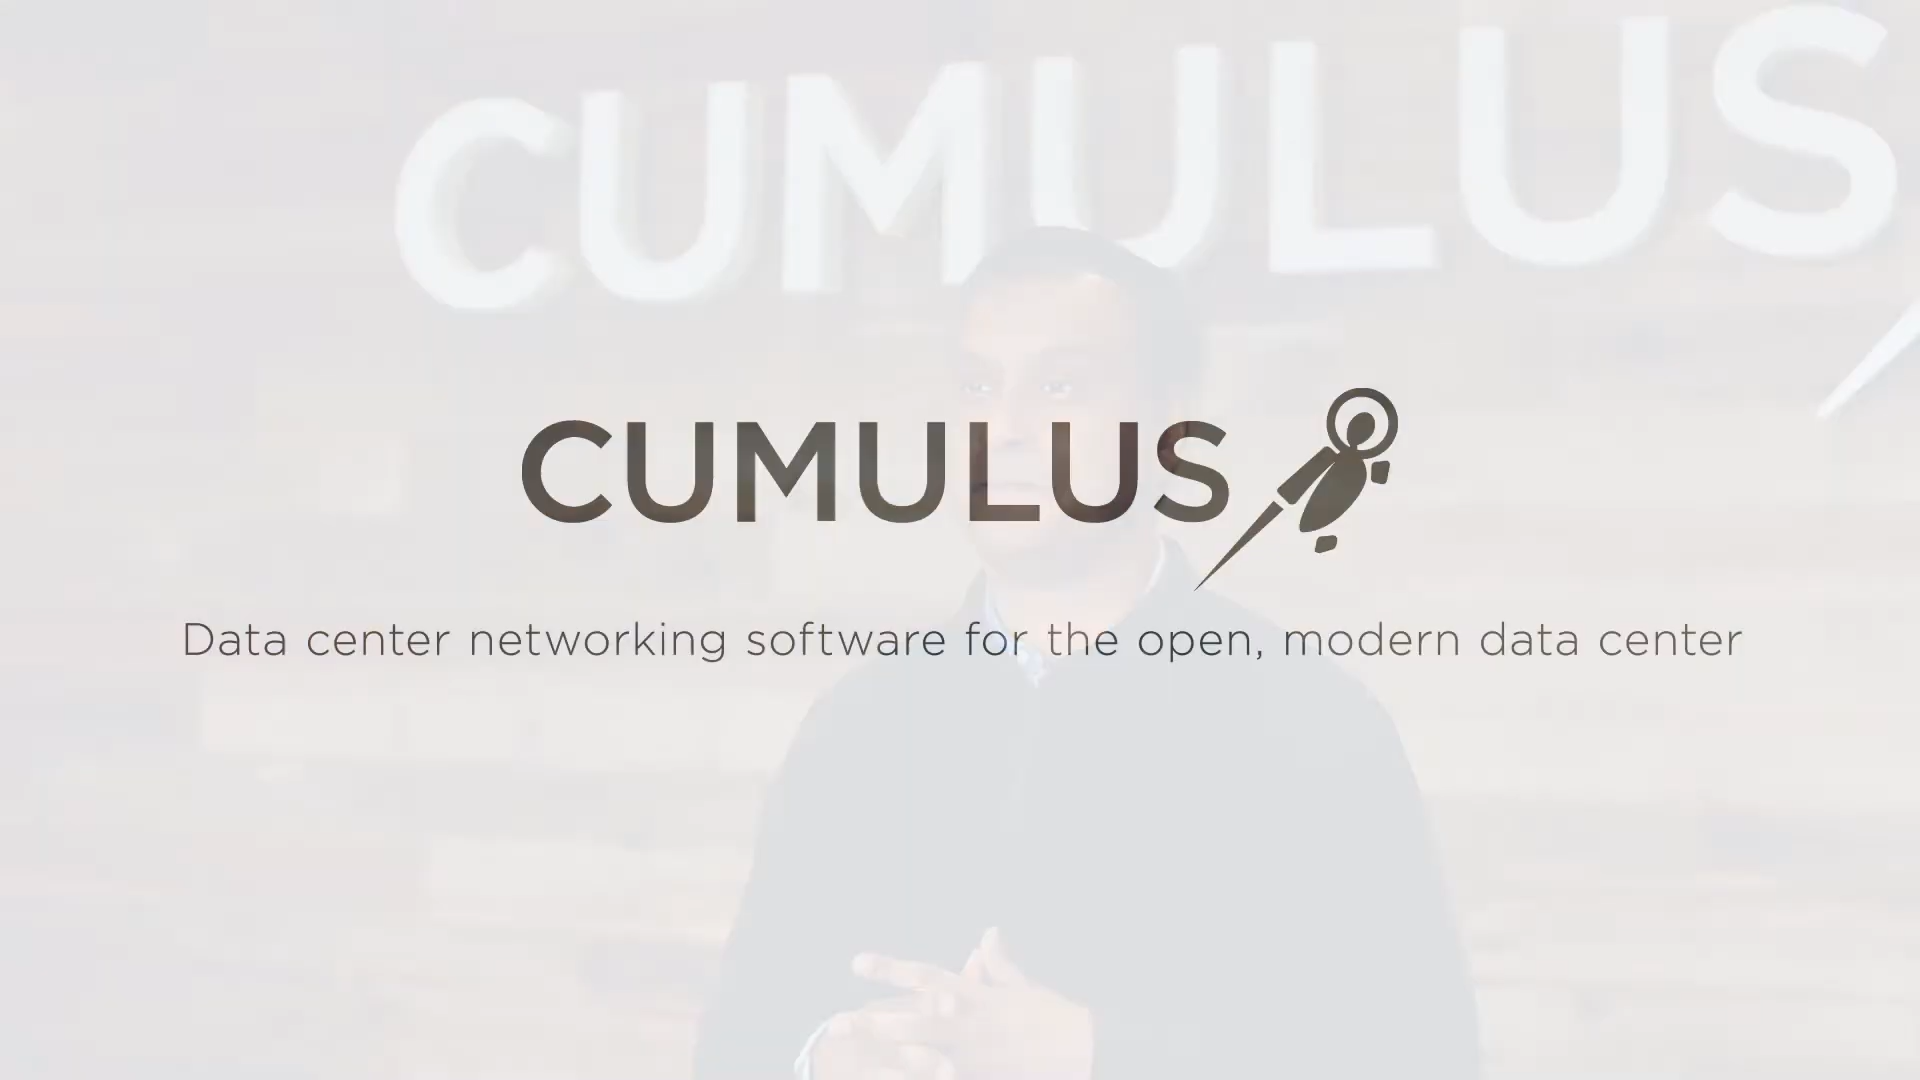 CUMULUS
CUMULUS
Data center networking software for the open, modern data center